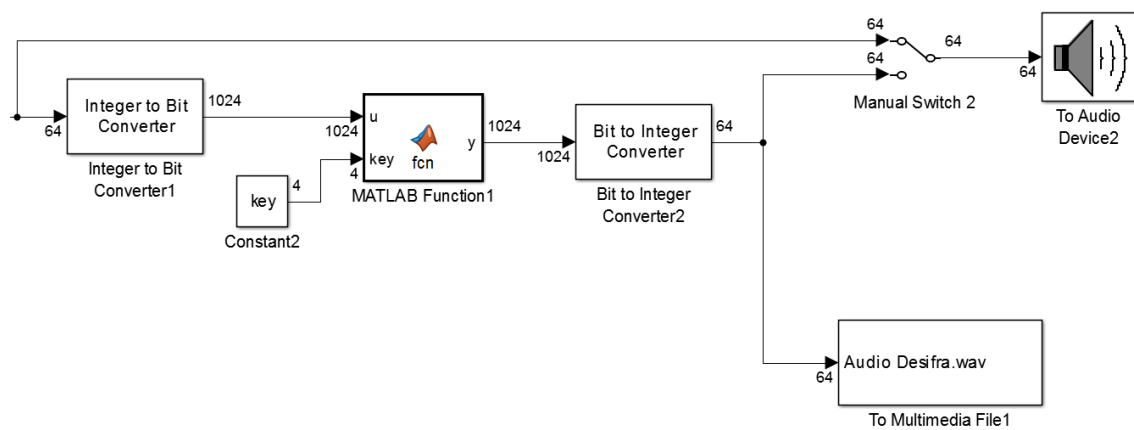 64
Integer to Bit
Converter
Integer to Bit
Converter1
1024
1024
u
key
4
fcn
y
MATLAB Function1
key
4
Constant2
1024
1024
Bit to Integer
Converter
Bit to Integer
Converter2
64
64
64
64
Manual Switch 2
64
To Audio
Device2
64
Audio Desifra.wav
To Multimedia File1